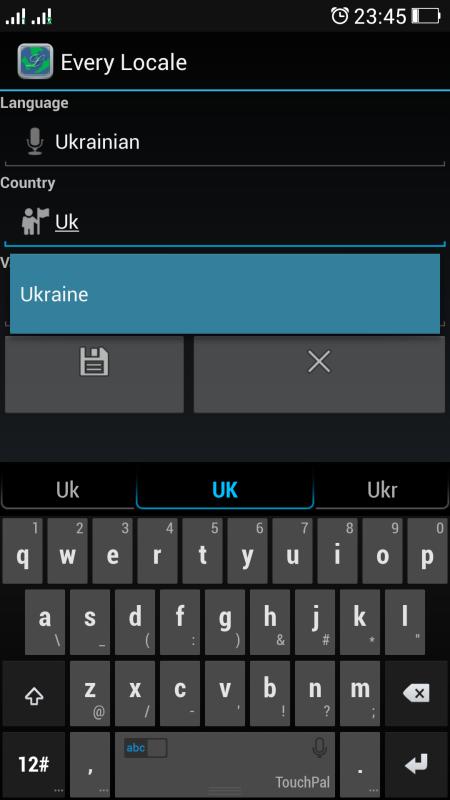 23:45
Every Locale
Language
Ukrainian
Country
Uk
V
Ukraine
Uk UK Ukr
1 2 3 4 5 6 7 8 9 0
q w e r t y u i o p
a s d f g h j k l
\ _ ( : ) & # * "
z x c v b n m
@ / - ' ! ? ;
12# , abc .
... TouchPal ...